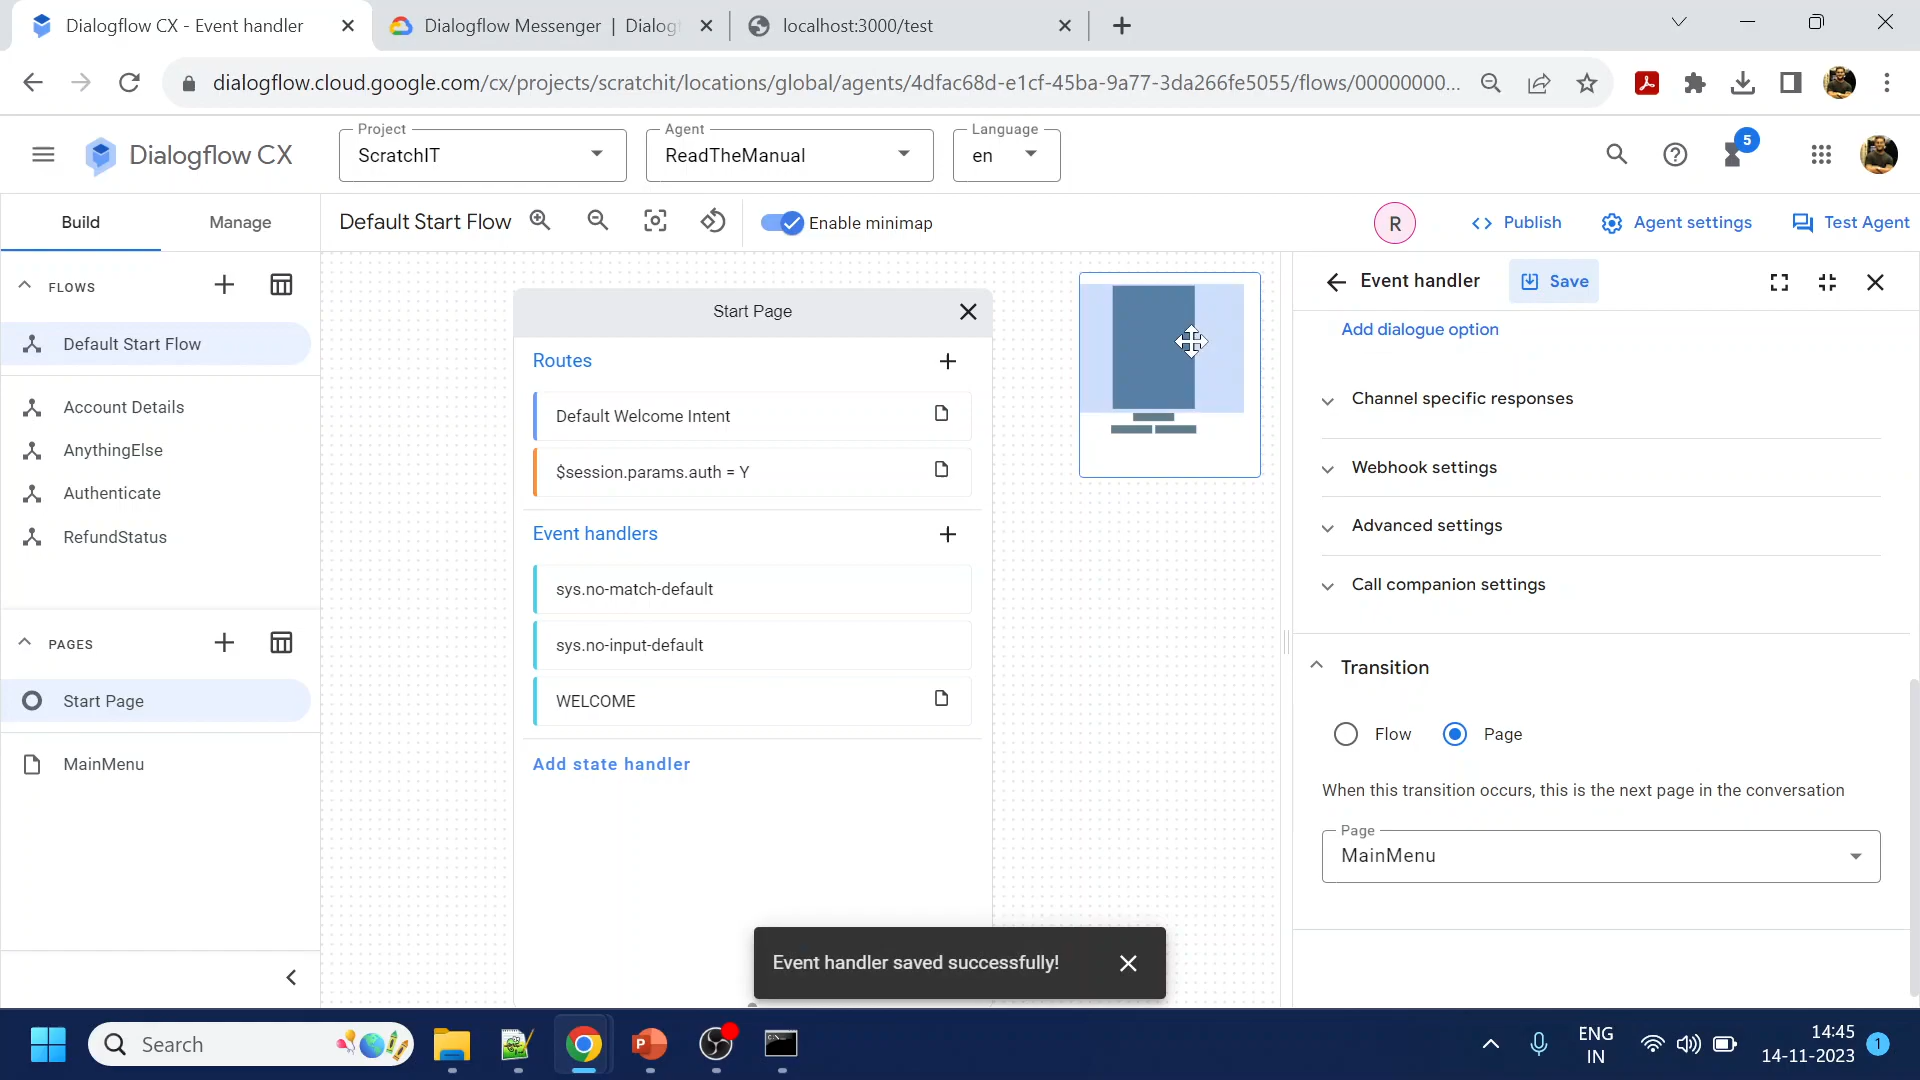 Dialogflow CX - Event handler
Dialogflow Messenger | Dialog
localhost:3000/test
dialogflow.cloud.google.com/cx/projects/scratchit/locations/global/agents/4dfac68d-e1cf-45ba-9a77-3da266fe5055/flows/00000000...
Dialogflow CX
Project
ScratchIT
Agent
ReadTheManual
Language
en
5
Build
Manage
Default Start Flow
Enable minimap
R
Publish
Agent settings
Test Agent
FLOWS
Default Start Flow
Account Details
AnythingElse
Authenticate
RefundStatus
PAGES
Start Page
MainMenu
Start Page
Routes
Default Welcome Intent
$session.params.auth = Y
Event handlers
sys.no-match-default
sys.no-input-default
WELCOME
Add state handler
Event handler
Save
Add dialogue option
Channel specific responses
Webhook settings
Advanced settings
Call companion settings
Transition
Flow
Page
When this transition occurs, this is the next page in the conversation
Page
MainMenu
Event handler saved successfully!
Search
ENG
IN
14:45
14-11-2023
1